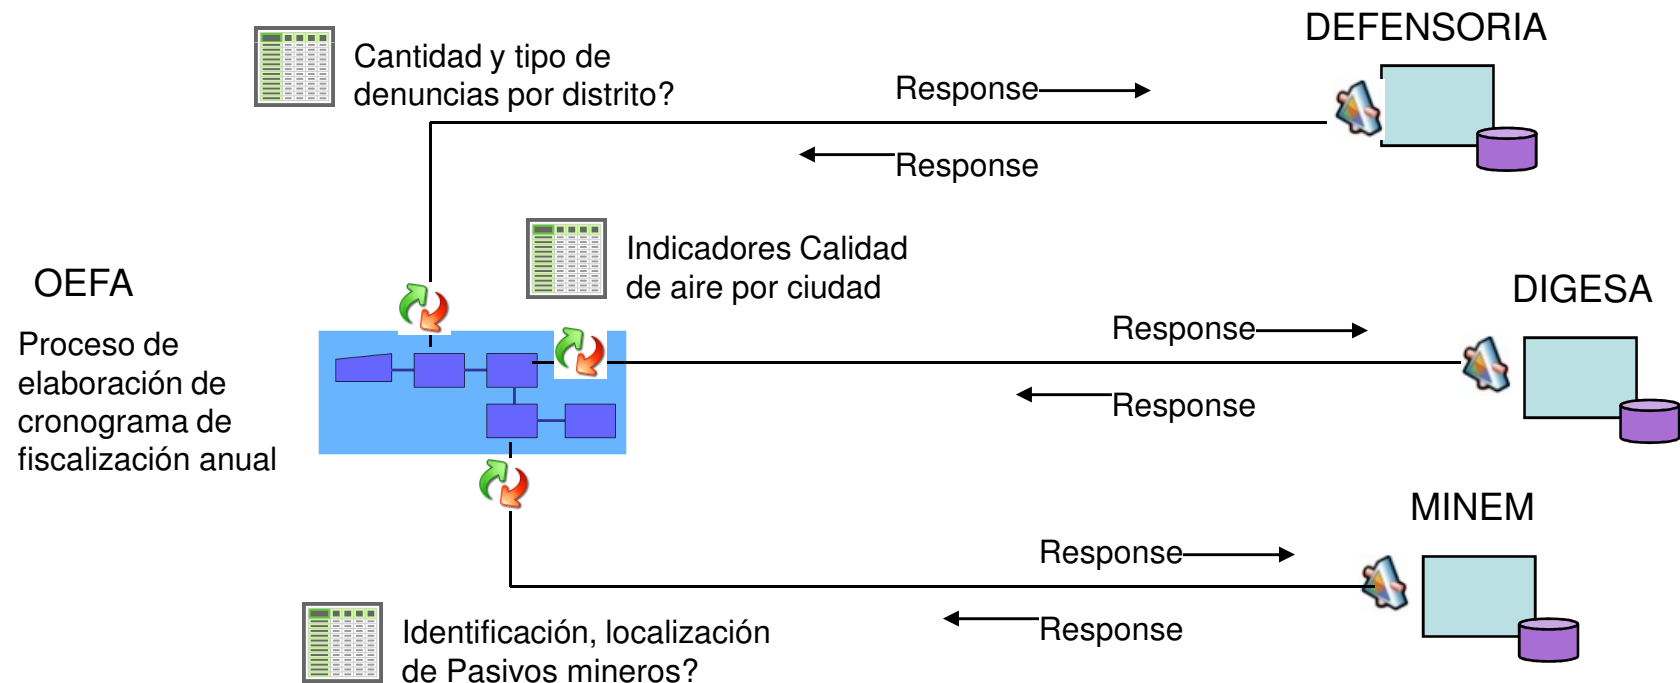 DEFENSORIA
Cantidad y tipo de
denuncias por distrito?
Response
Response
Indicadores Calidad
de aire por ciudad
OEFA
DIGESA
Proceso de
elaboración de
cronograma de
fiscalización anual
Response
Response
MINEM
Response
Response
Identificación, localización
de Pasivos mineros?